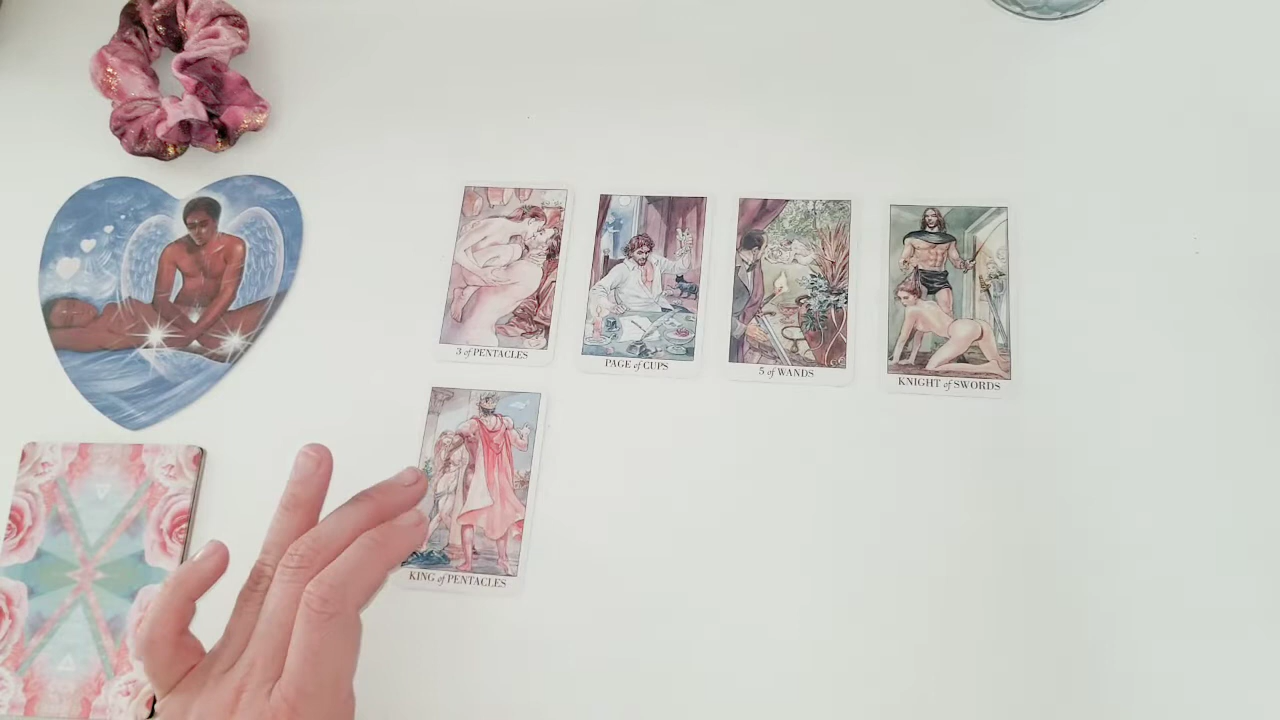 3 of PENTACLES
PAGE of CUPS
5 of WANDS
KNIGHT of SWORDS
KING of PENTACLES